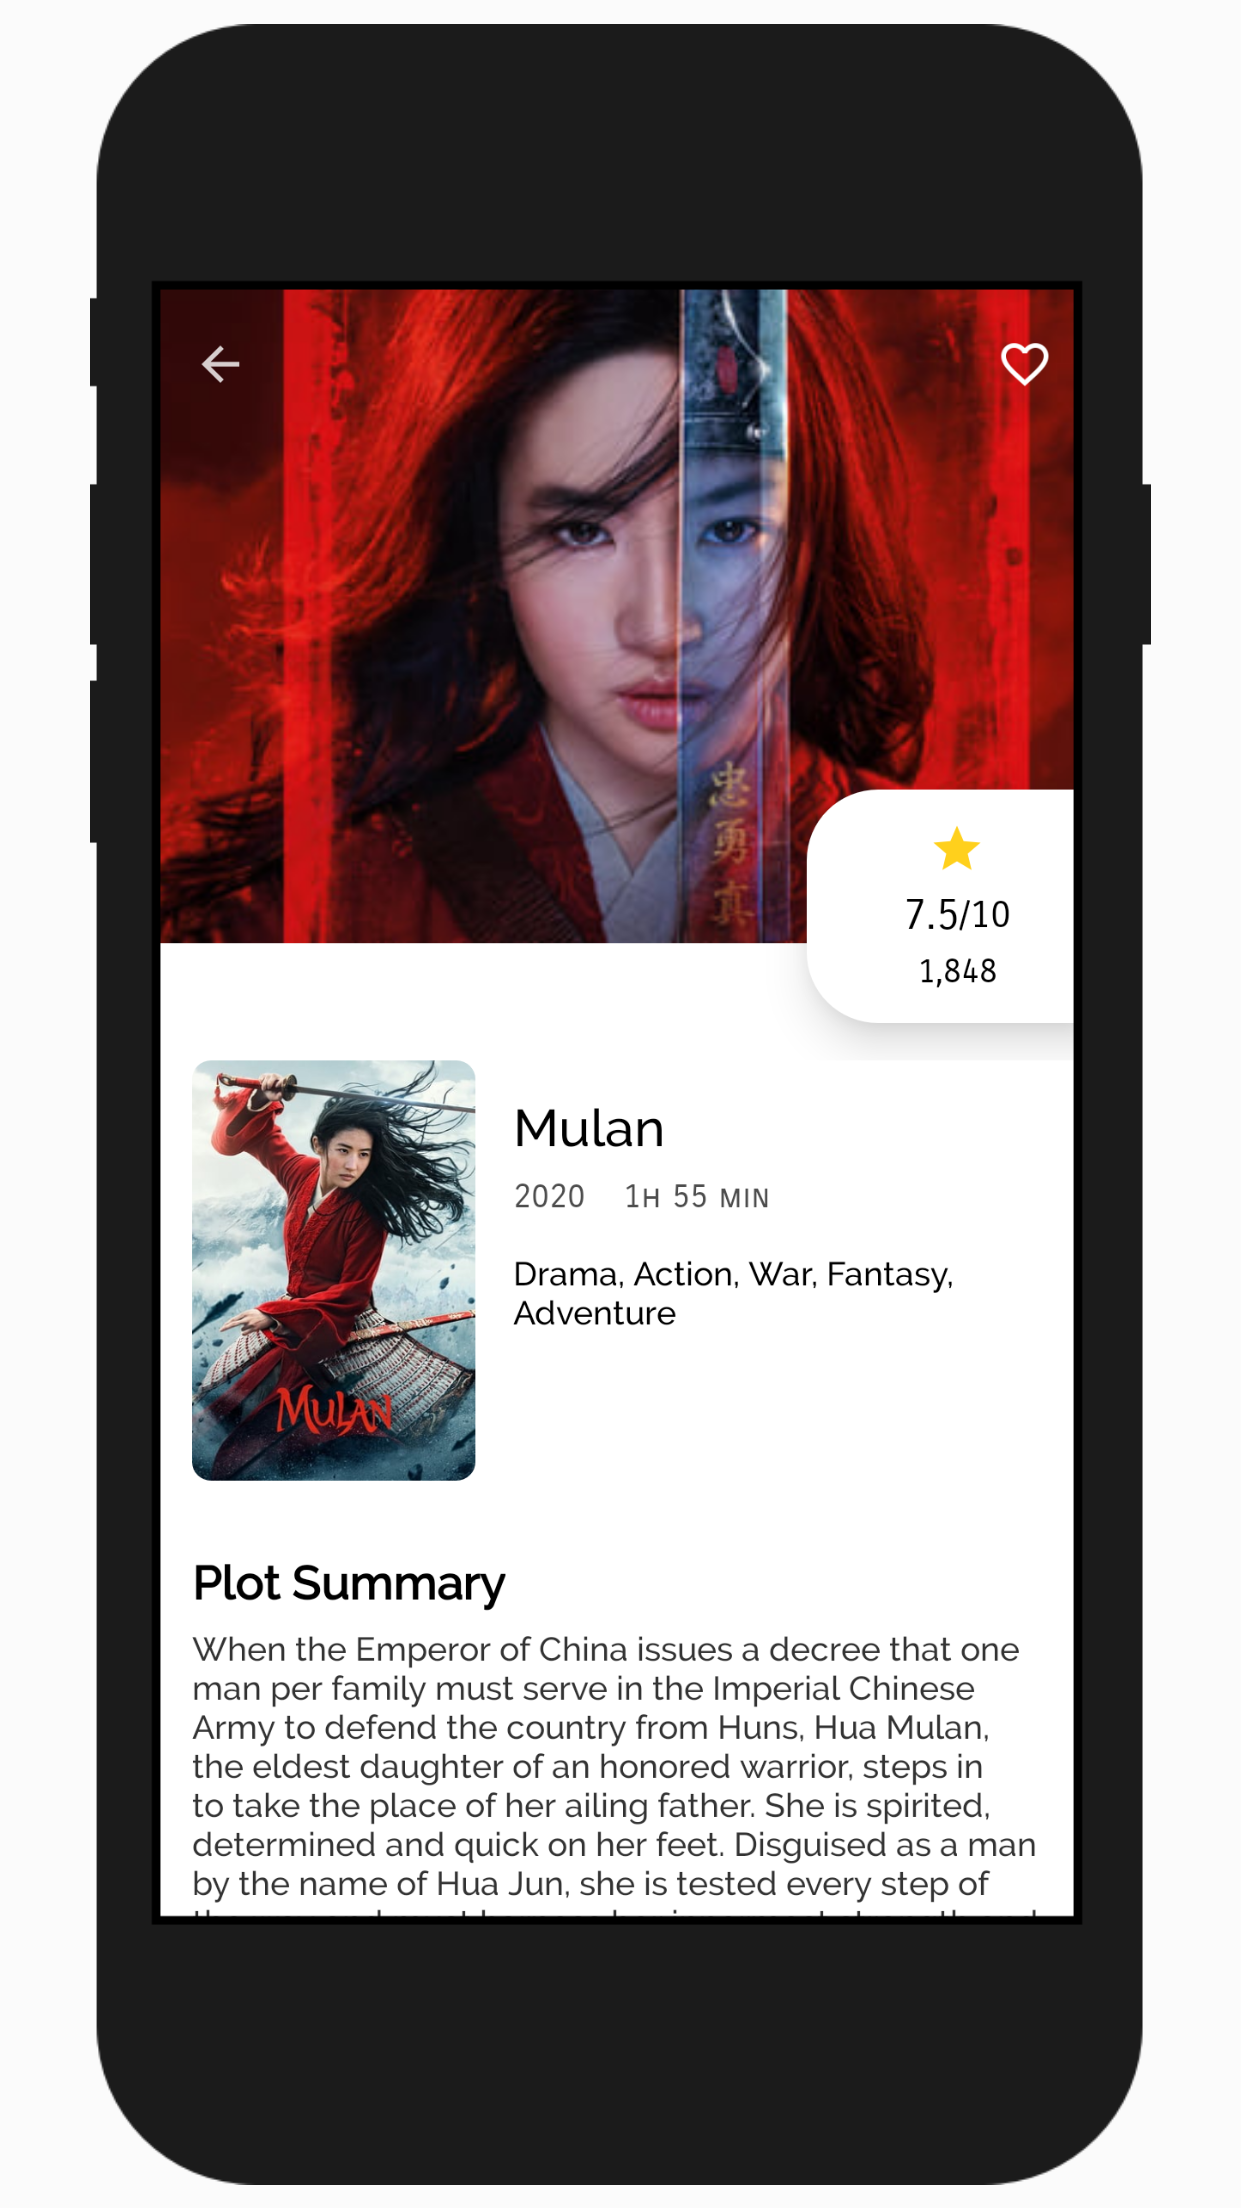 忠
勇
真
7.5/10
1,848
Mulan
2020 1H 55 MIN
Drama, Action, War, Fantasy,
Adventure
MULAN
Plot Summary
When the Emperor of China issues a decree that one
man per family must serve in the Imperial Chinese
Army to defend the country from Huns, Hua Mulan,
the eldest daughter of an honored warrior, steps in
to take the place of her ailing father. She is spirited,
determined and quick on her feet. Disguised as a man
by the name of Hua Jun, she is tested every step of